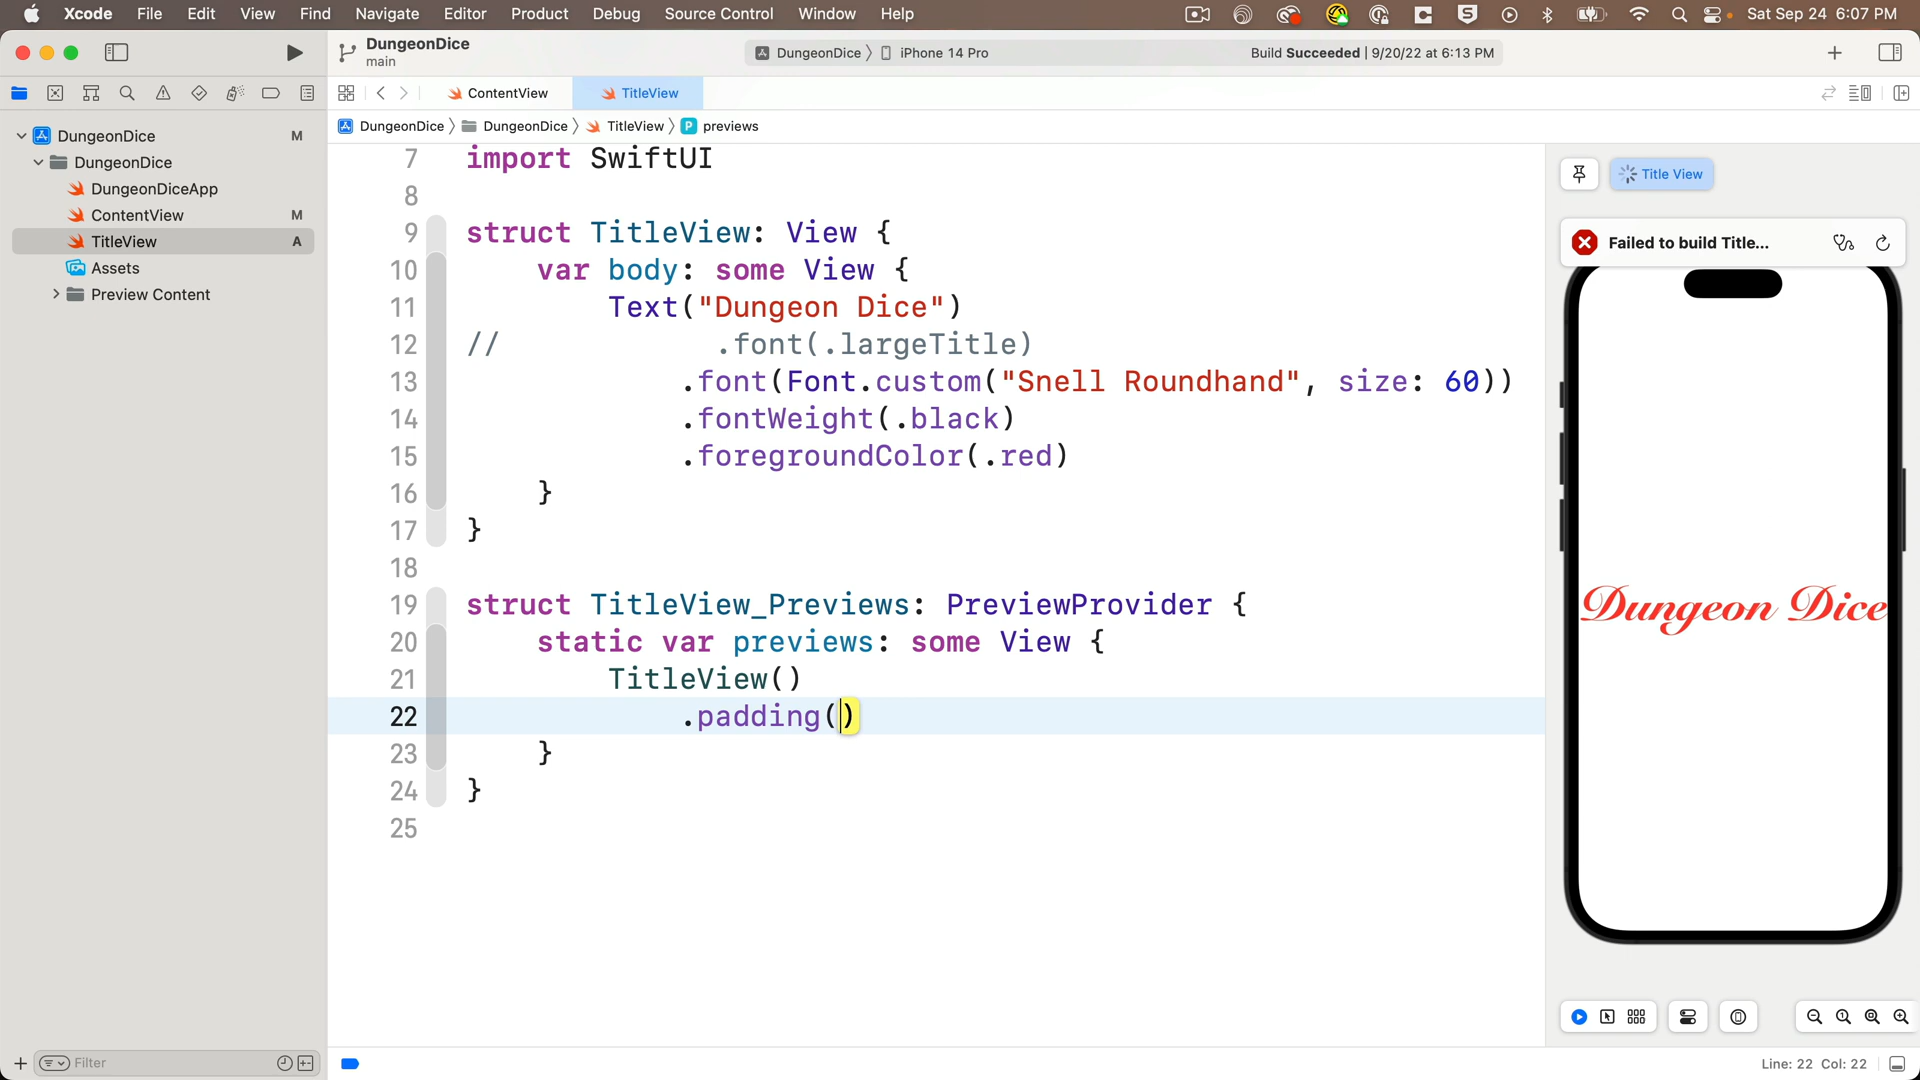 Xcode File Edit View Find Navigate Editor Product Debug Source Control Window Help Sat Sep 24 6:07 PM
DungeonDice
main
DungeonDice 〉 iPhone 14 Pro
Build Succeeded | 9/20/22 at 6:13 PM
ContentView
TitleView
DungeonDice 〉 DungeonDice 〉 TitleView 〉 P previews
DungeonDice M
DungeonDice
DungeonDiceApp
ContentView M
TitleView A
Assets
Preview Content
7 import SwiftUI
8
9 struct TitleView: View {
10     var body: some View {
11         Text("Dungeon Dice")
12 //            .font(.largeTitle)
13             .font(Font.custom("Snell Roundhand", size: 60))
14             .fontWeight(.black)
15             .foregroundColor(.red)
16     }
17 }
18
19 struct TitleView_Previews: PreviewProvider {
20     static var previews: some View {
21         TitleView()
22             .padding()
23     }
24 }
25
Title View
Failed to build Title...
Dungeon Dice
Filter
Line: 22 Col: 22